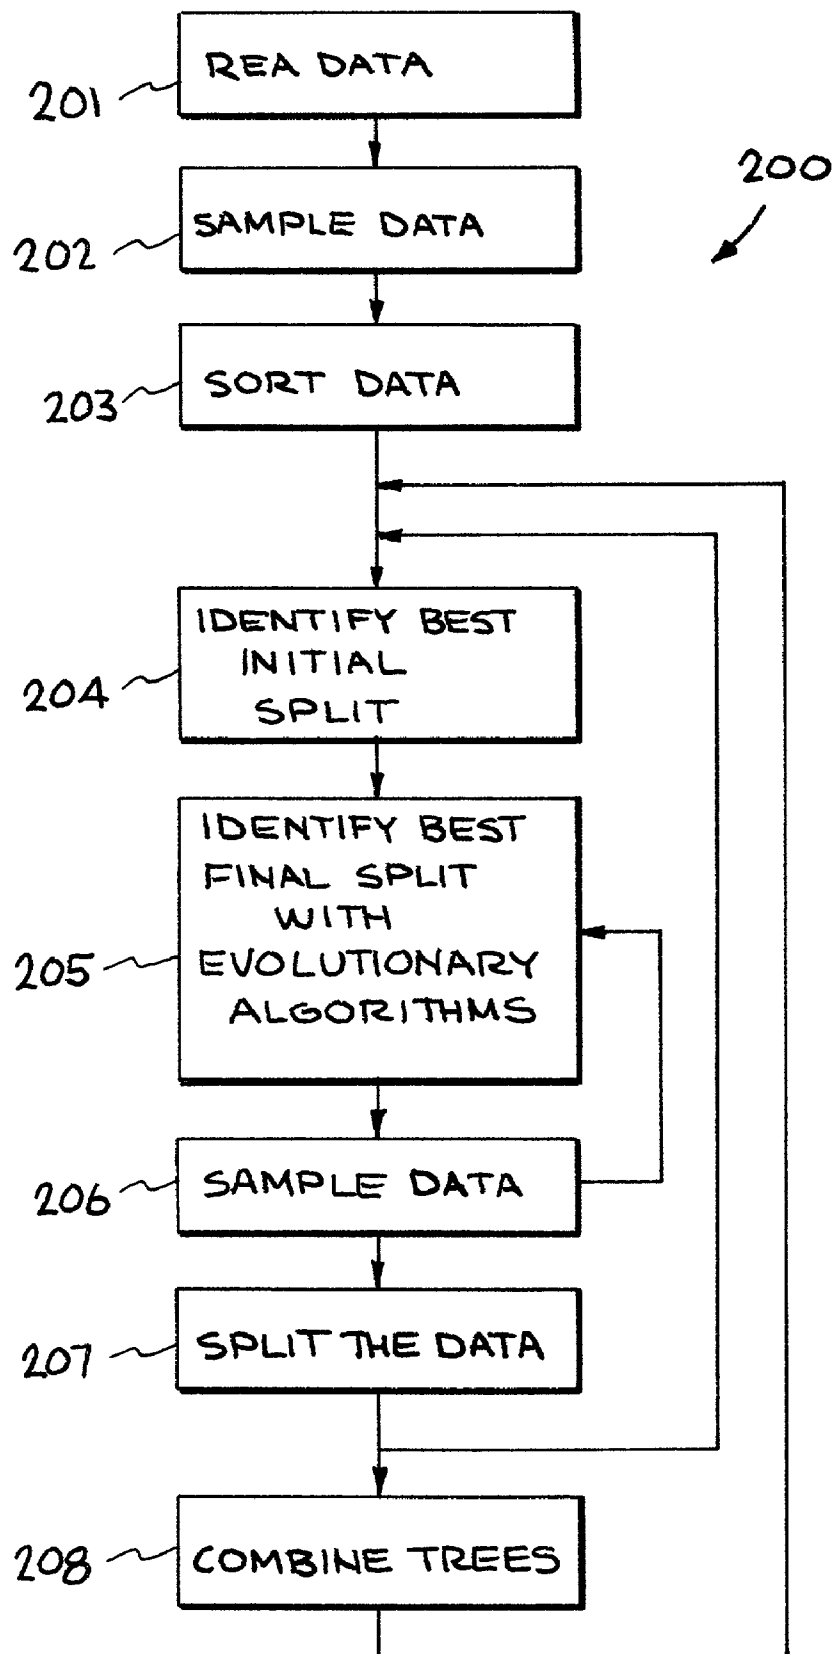 REA DATA
201
200
SAMPLE DATA
202
SORT DATA
203
IDENTIFY BEST
INITIAL
SPLIT
204
IDENTIFY BEST
FINAL SPLIT
WITH
EVOLUTIONARY
ALGORITHMS
205
SAMPLE DATA
206
SPLIT THE DATA
207
COMBINE TREES
208